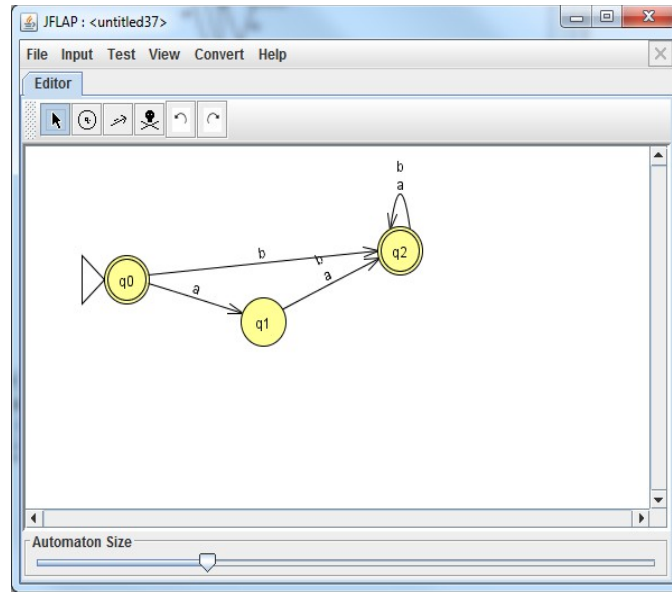 JFLAP : <untitled37>
File Input Test View Convert Help
Editor
b
a
b
b
q2
q0
a
a
q1
Automaton Size